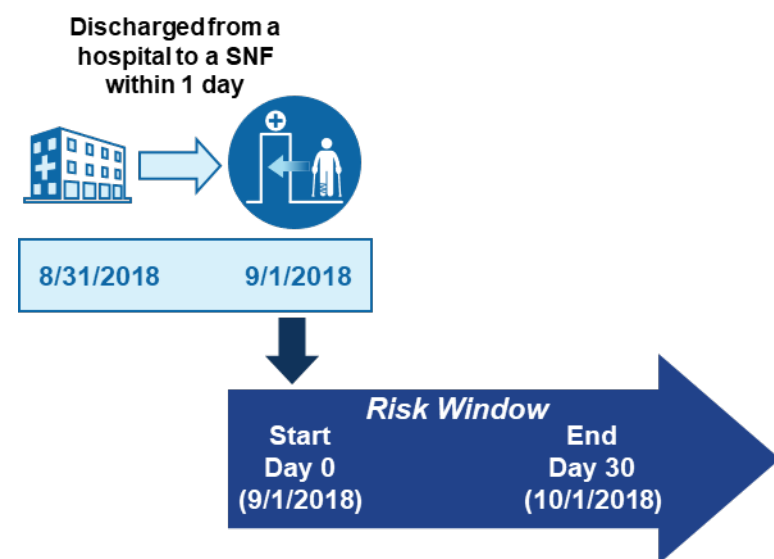 Discharged from a
hospital to a SNF
within 1 day
8/31/2018 9/1/2018
Risk Window
Start End
Day 0 Day 30
(9/1/2018) (10/1/2018)